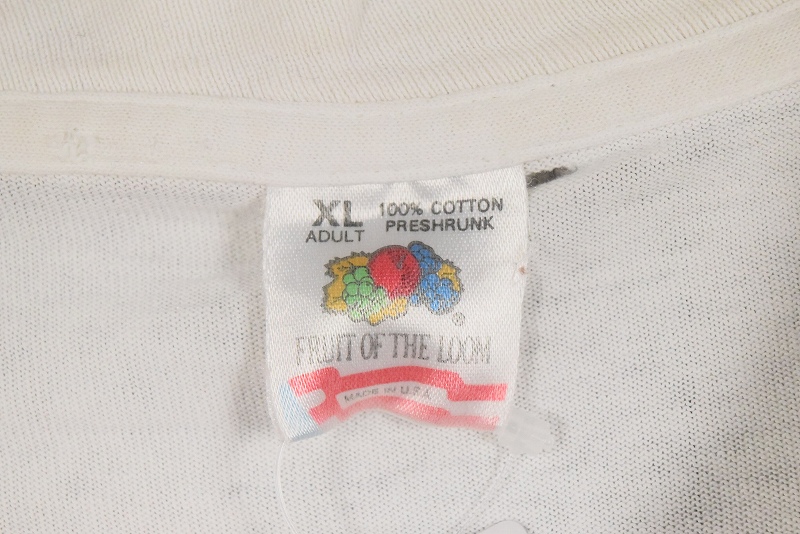 XL 100% COTTON
ADULT PRESHRUNK
®
FRUIT OF THE LOOM
MADE IN U.S.A.